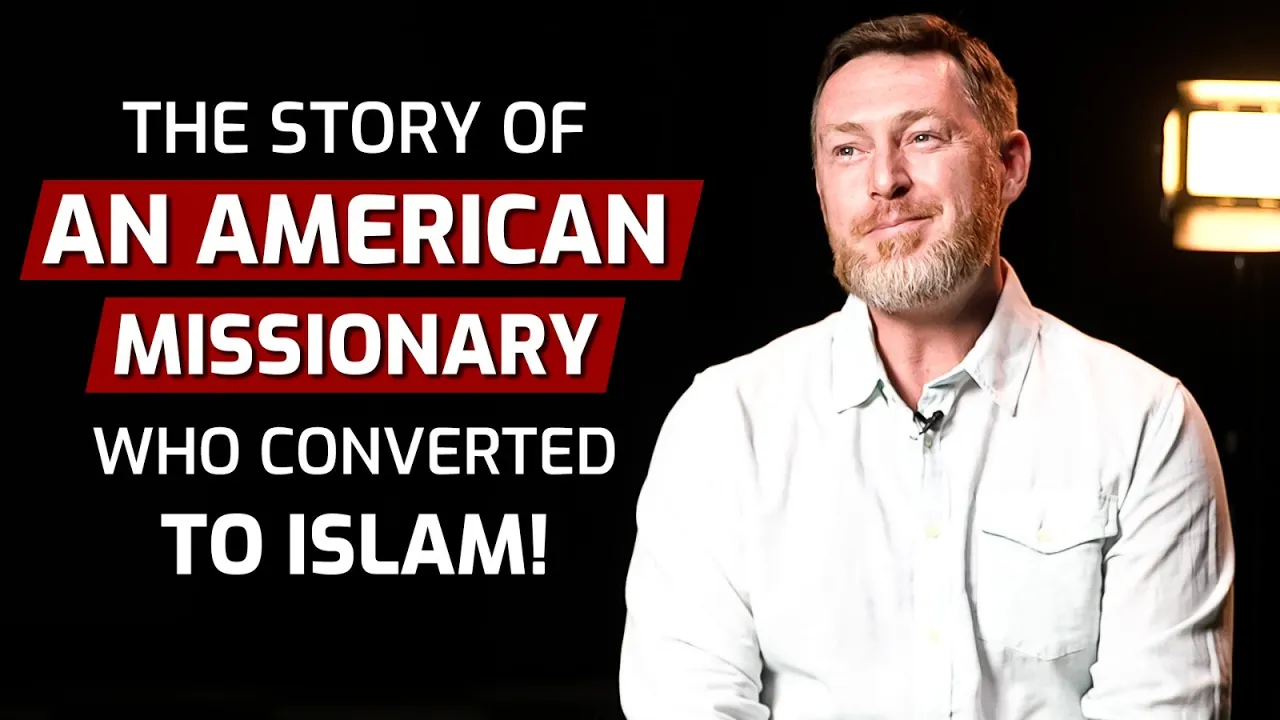 THE STORY OF
AN AMERICAN
MISSIONARY
WHO CONVERTED
TO ISLAM!